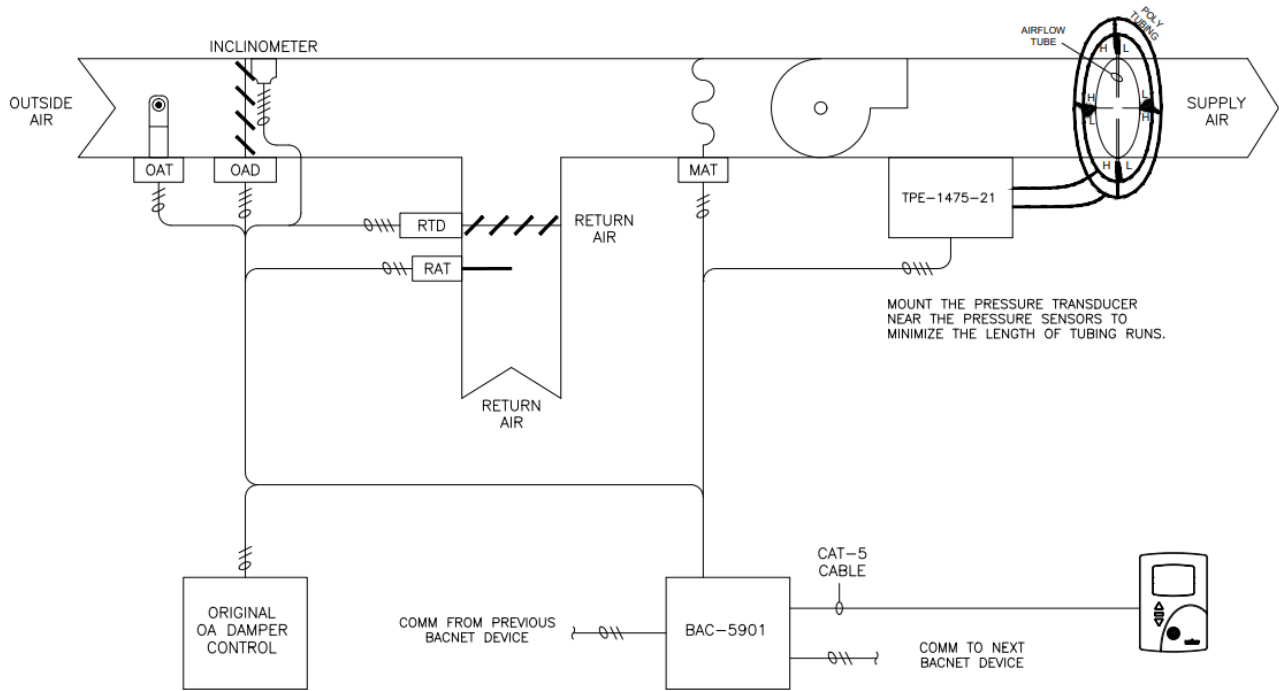 INCLINOMETER
AIRFLOW
TUBE
POLY
TUBING
H L
H
L
L
H
H L
OUTSIDE
AIR
SUPPLY
AIR
OAT
OAD
MAT
TPE-1475-21
RTD
RETURN
AIR
RAT
MOUNT THE PRESSURE TRANSDUCER
NEAR THE PRESSURE SENSORS TO
MINIMIZE THE LENGTH OF TUBING RUNS.
RETURN
AIR
CAT-5
CABLE
ORIGINAL
OA DAMPER
CONTROL
COMM FROM PREVIOUS
BACNET DEVICE
BAC-5901
COMM TO NEXT
BACNET DEVICE